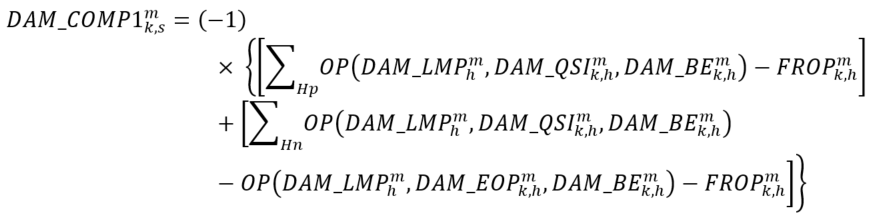 DAM_COMP1^m_{k,s} = (−1)
× {[∑_{Hp} OP(DAM_LMP^m_h, DAM_QSI^m_{k,h}, DAM_BE^m_{k,h}) − FROP^m_{k,h}]
+ [∑_{Hn} OP(DAM_LMP^m_h, DAM_QSI^m_{k,h}, DAM_BE^m_{k,h})
− OP(DAM_LMP^m_h, DAM_EOP^m_{k,h}, DAM_BE^m_{k,h}) − FROP^m_{k,h}]}